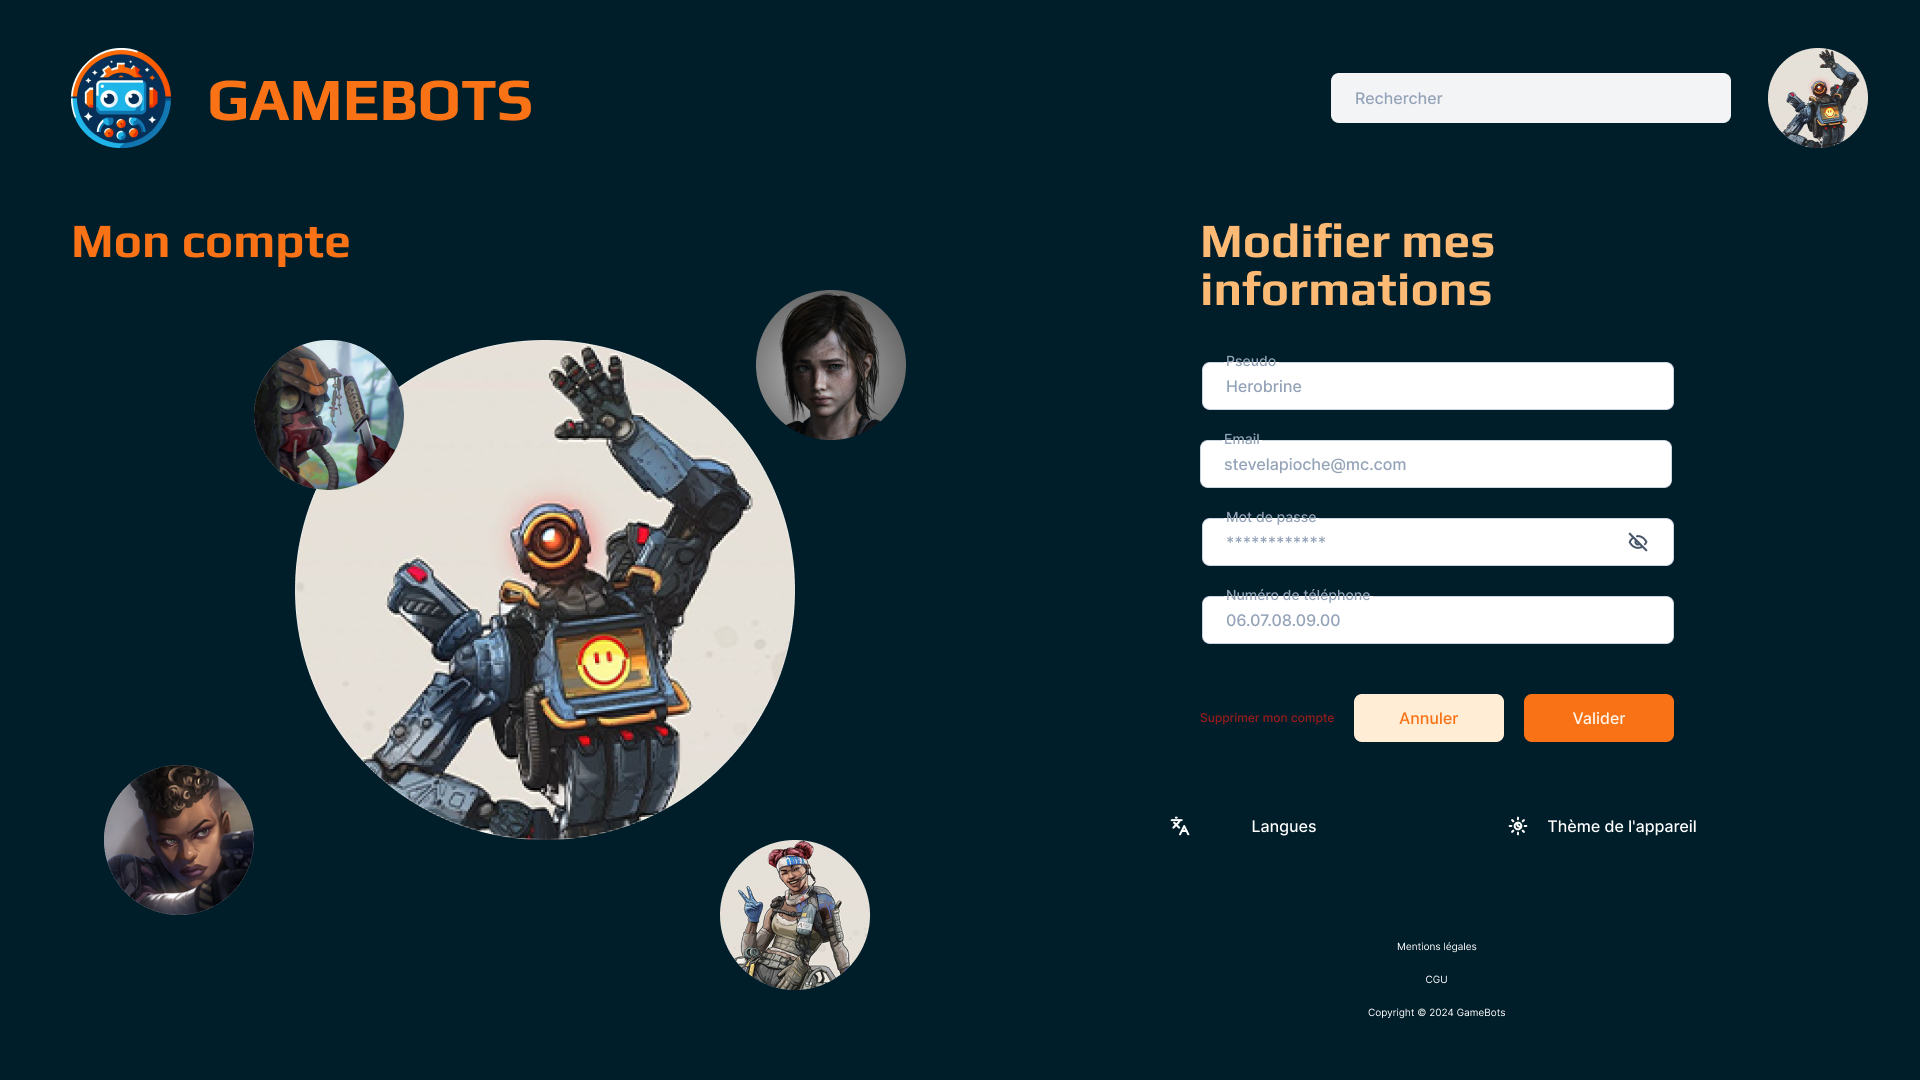 GAMEBOTS
Rechercher
Mon compte
Modifier mes
informations
Pseudo
Herobrine
Email
stevelapioche@mc.com
Mot de passe
************
Numéro de téléphone
06.07.08.09.00
Supprimer mon compte
Annuler
Valider
Langues
Thème de l'appareil
Mentions légales
CGU
Copyright © 2024 GameBots